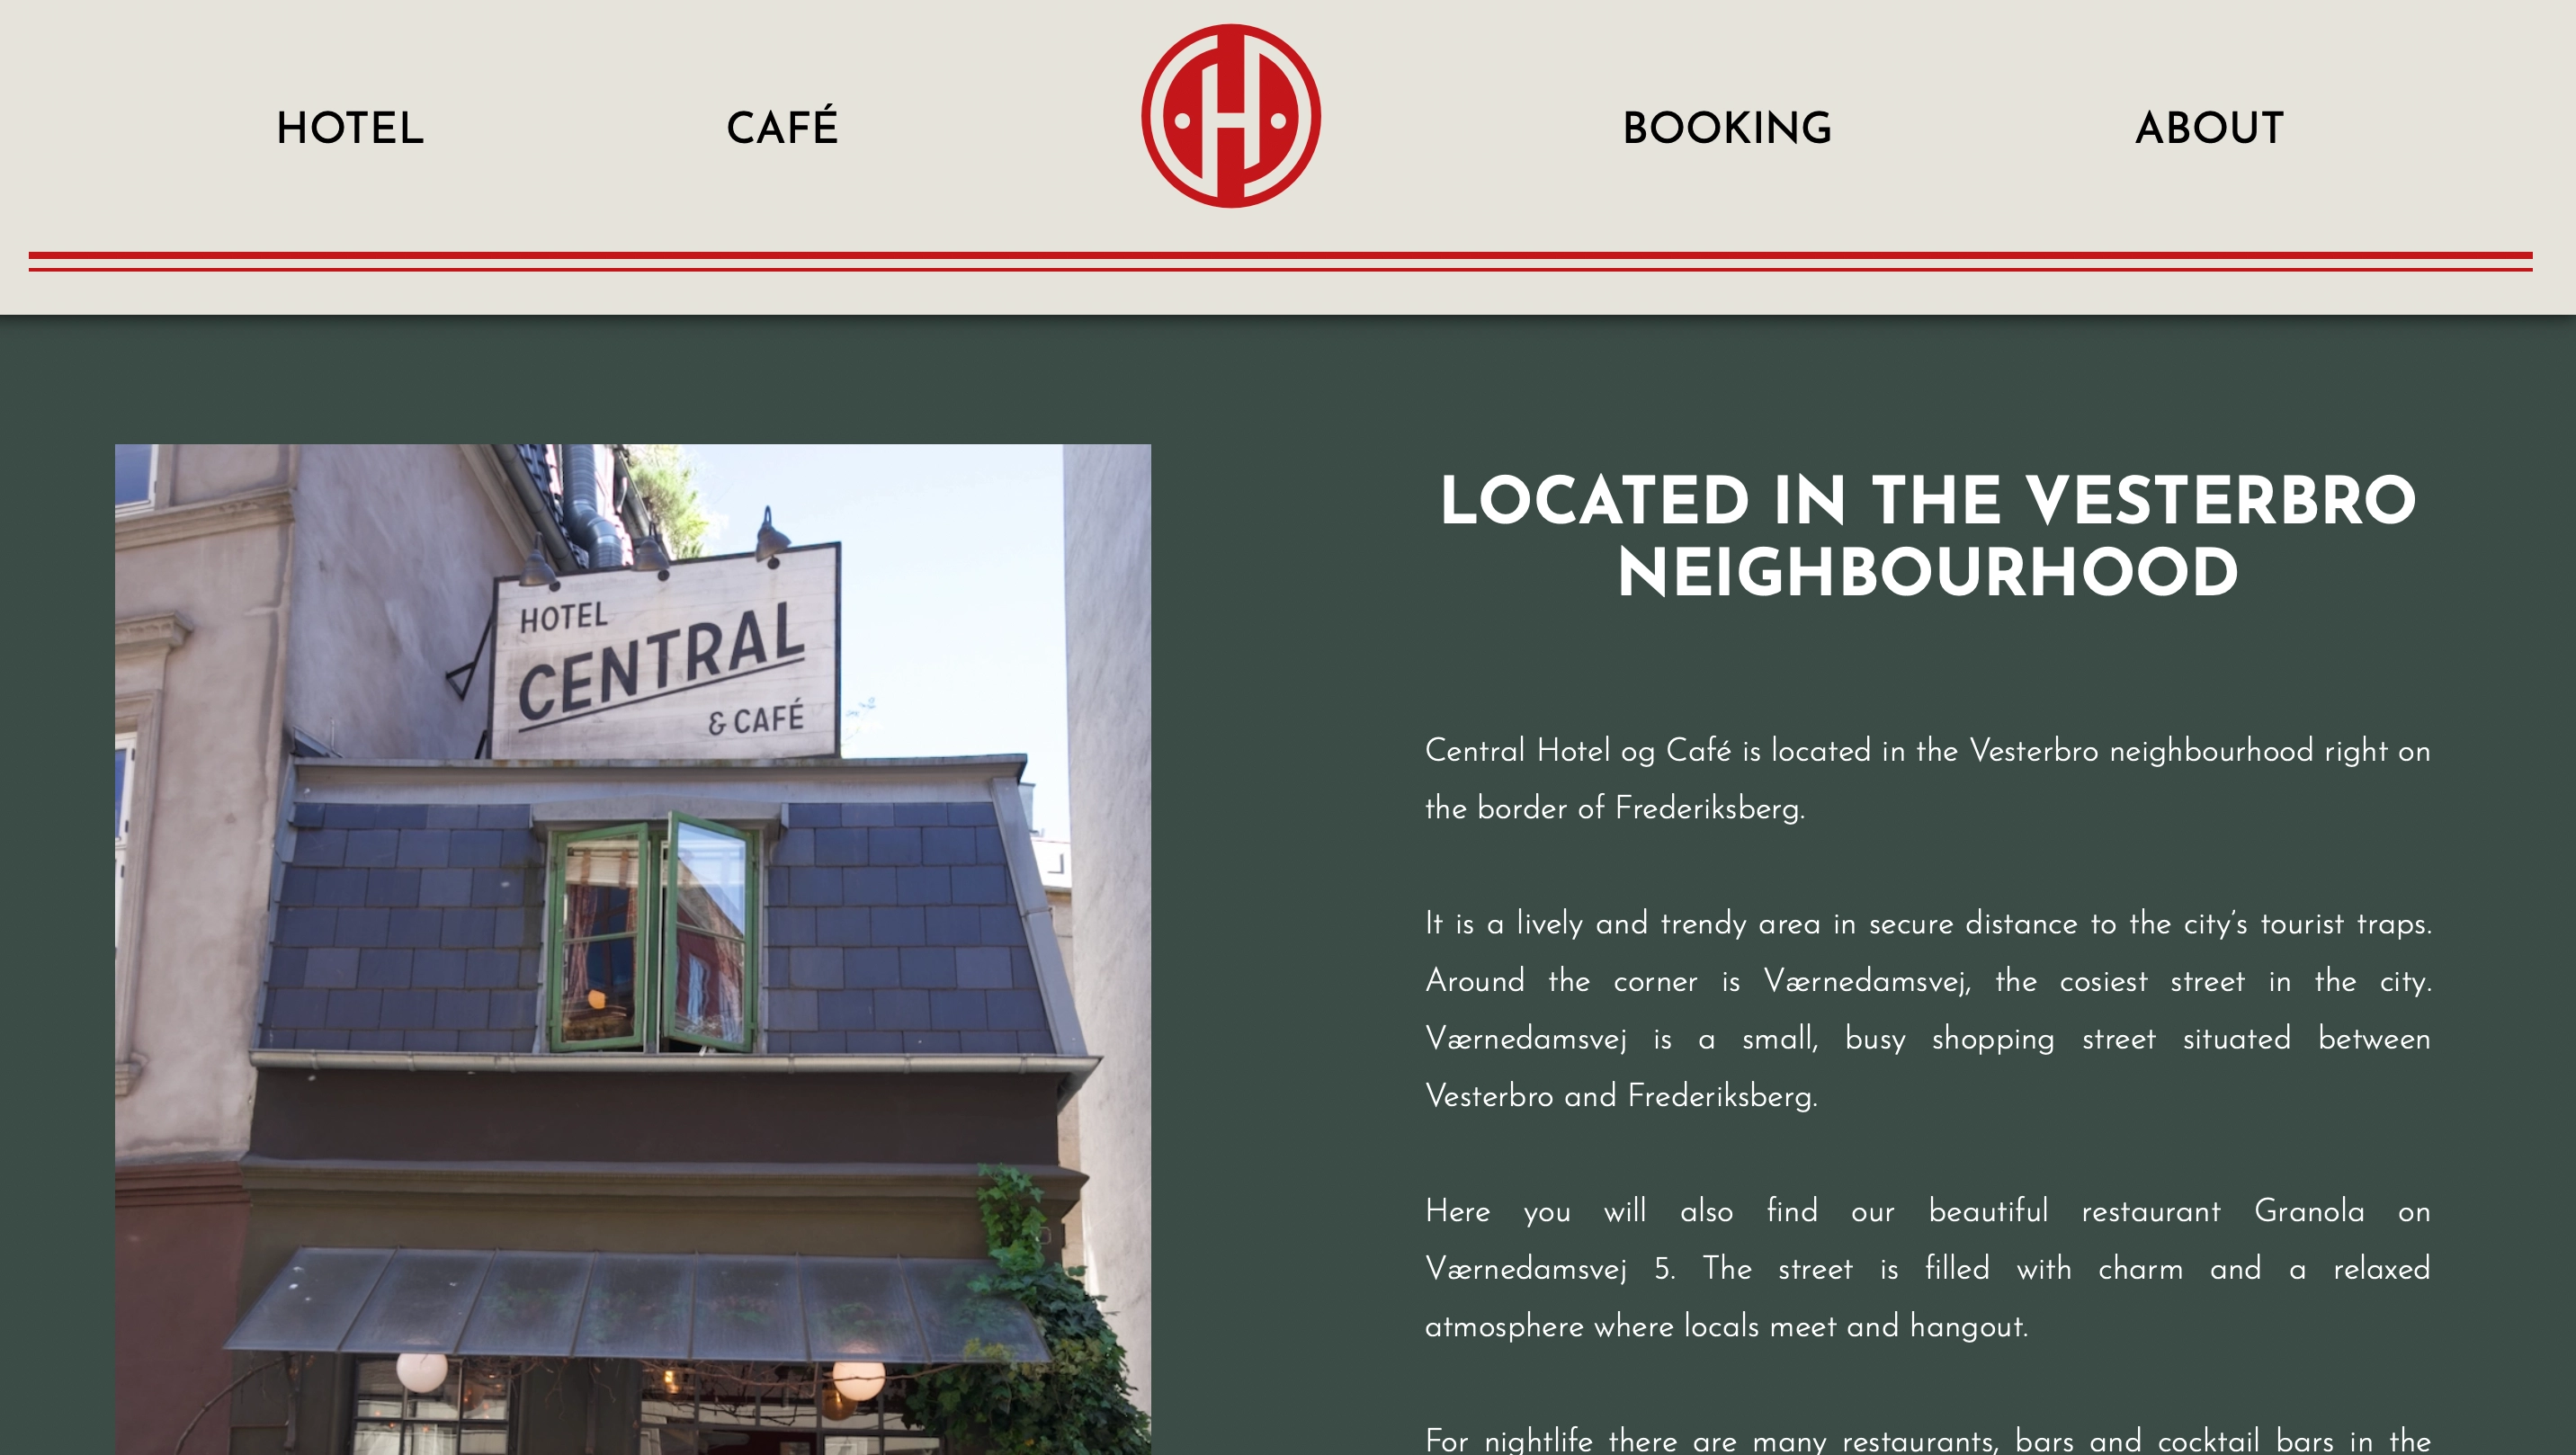 HOTEL
CAFÉ
H
BOOKING
ABOUT
HOTEL
CENTRAL
& CAFÉ
LOCATED IN THE VESTERBRO
NEIGHBOURHOOD
Central Hotel og Café is located in the Vesterbro neighbourhood right on
the border of Frederiksberg.
It is a lively and trendy area in secure distance to the city’s tourist traps.
Around the corner is Værnedamsvej, the cosiest street in the city.
Værnedamsvej is a small, busy shopping street situated between
Vesterbro and Frederiksberg.
Here you will also find our beautiful restaurant Granola on
Værnedamsvej 5. The street is filled with charm and a relaxed
atmosphere where locals meet and hangout.
For nightlife there are many restaurants, bars and cocktail bars in the